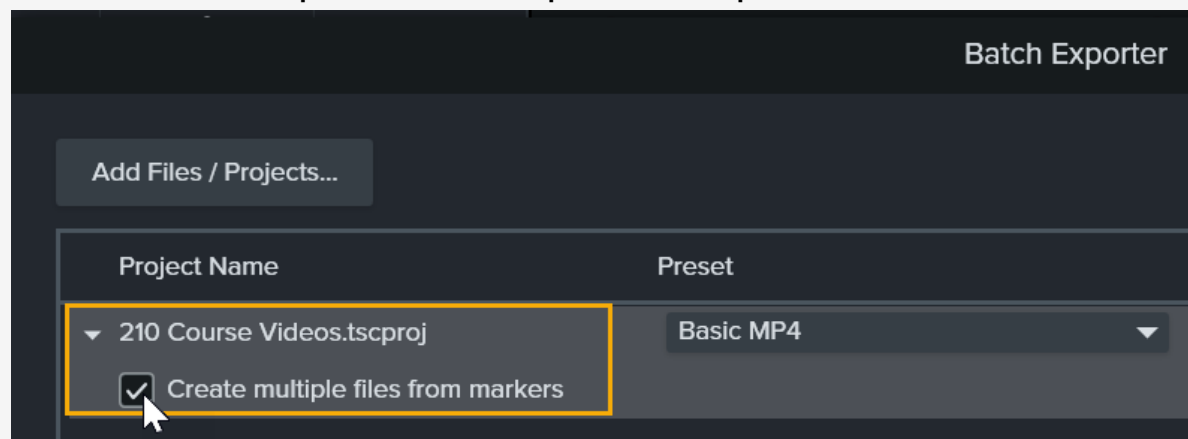 Batch Exporter
Add Files / Projects...
Project Name Preset
210 Course Videos.tscproj Basic MP4
Create multiple files from markers